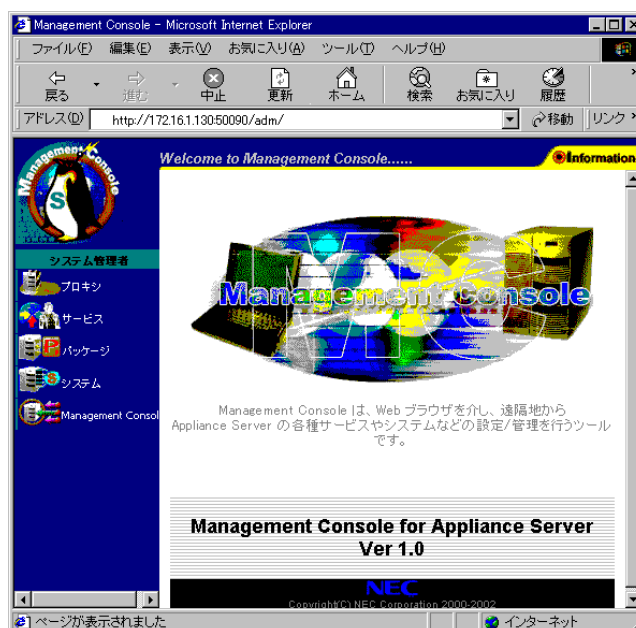 Management Console - Microsoft Internet Explorer
ファイル(F) 編集(E) 表示(V) お気に入り(A) ツール(T) ヘルプ(H)
戻る 進む 中止 更新 ホーム 検索 お気に入り 履歴
アドレス(D) http://172.16.1.130:50090/adm/ 移動 リンク
Management Console
Welcome to Management Console......
Information
S
システム管理者
プロキシ
サービス
パッケージ
システム
Management Consol
MC
Management Console
Management Console は、Web ブラウザを介し、遠隔地から
Appliance Server の各種サービスやシステムなどの設定/管理を行うツール
です。
Management Console for Appliance Server
Ver 1.0
NEC
Copyright(C) NEC Corporation 2000-2002
ページが表示されました インターネット